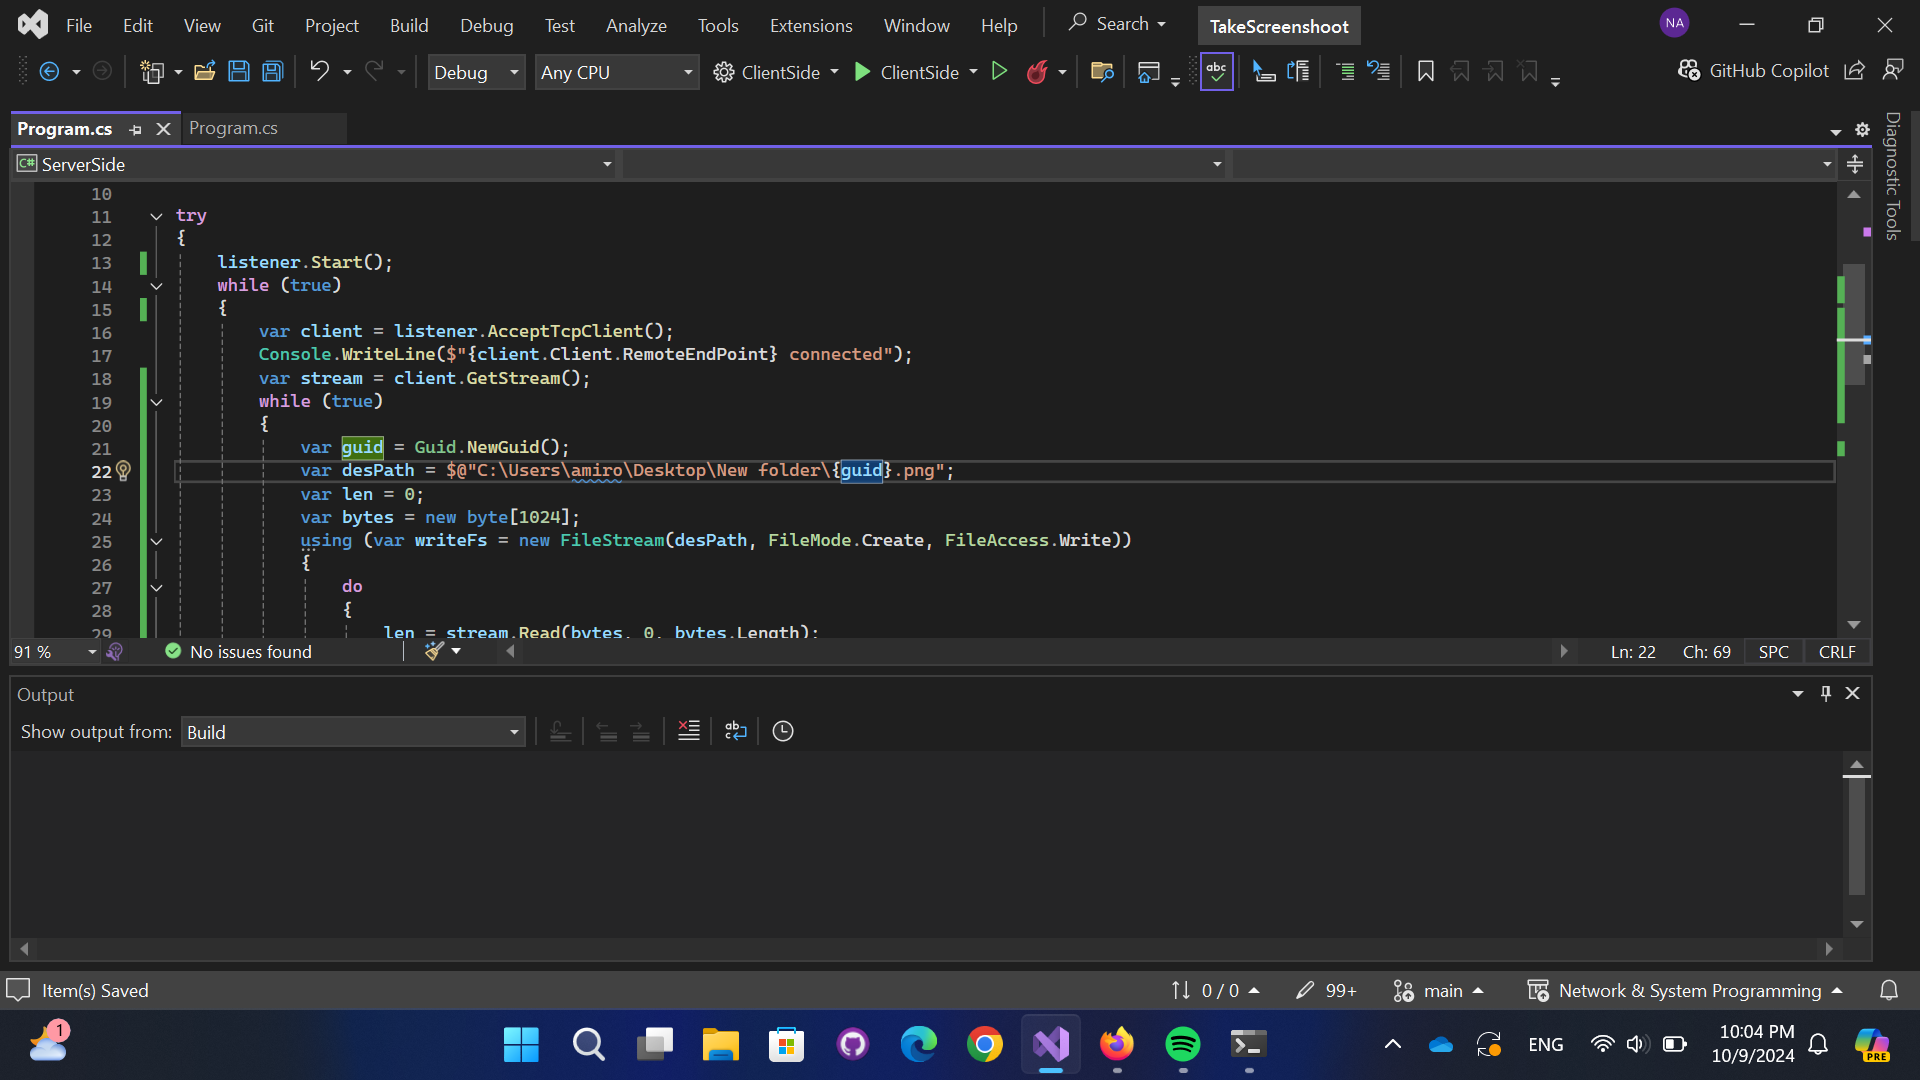 File Edit View Git Project Build Debug Test Analyze Tools Extensions Window Help Search TakeScreenshoot NA
Debug Any CPU ClientSide ClientSide abc GitHub Copilot
Program.cs Program.cs
Diagnostic Tools
C# ServerSide
10
11 try
12 {
13 listener.Start();
14 while (true)
15 {
16 var client = listener.AcceptTcpClient();
17 Console.WriteLine($"{client.Client.RemoteEndPoint} connected");
18 var stream = client.GetStream();
19 while (true)
20 {
21 var guid = Guid.NewGuid();
22 var desPath = $@"C:\Users\amiro\Desktop\New folder\{guid}.png";
23 var len = 0;
24 var bytes = new byte[1024];
25 using (var writeFs = new FileStream(desPath, FileMode.Create, FileAccess.Write))
26 {
27 do
28 {
29 len = stream.Read(bytes, 0, bytes.Length);
91 % No issues found Ln: 22 Ch: 69 SPC CRLF
Output
Show output from: Build
Item(s) Saved 0 / 0 99+ main Network & System Programming
1 ENG 10:04 PM
10/9/2024
PRE